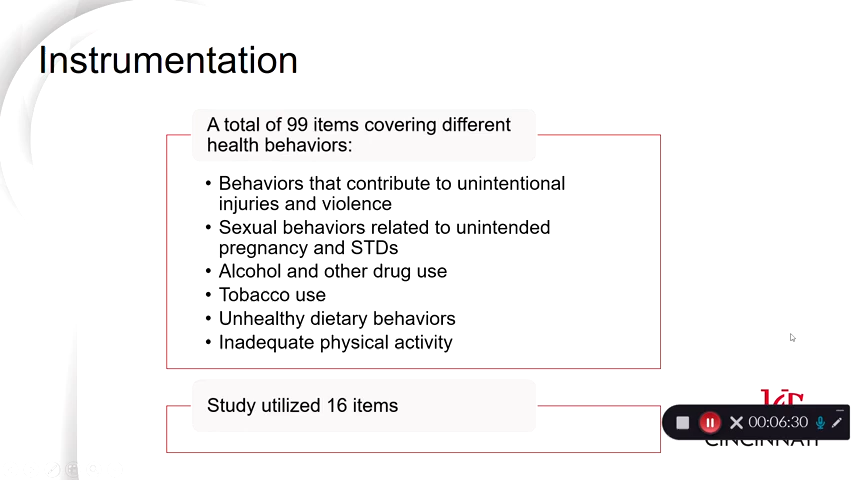 Instrumentation
A total of 99 items covering different
health behaviors:
• Behaviors that contribute to unintentional
injuries and violence
• Sexual behaviors related to unintended
pregnancy and STDs
• Alcohol and other drug use
• Tobacco use
• Unhealthy dietary behaviors
• Inadequate physical activity
Study utilized 16 items
00:06:30
CINCINNATI